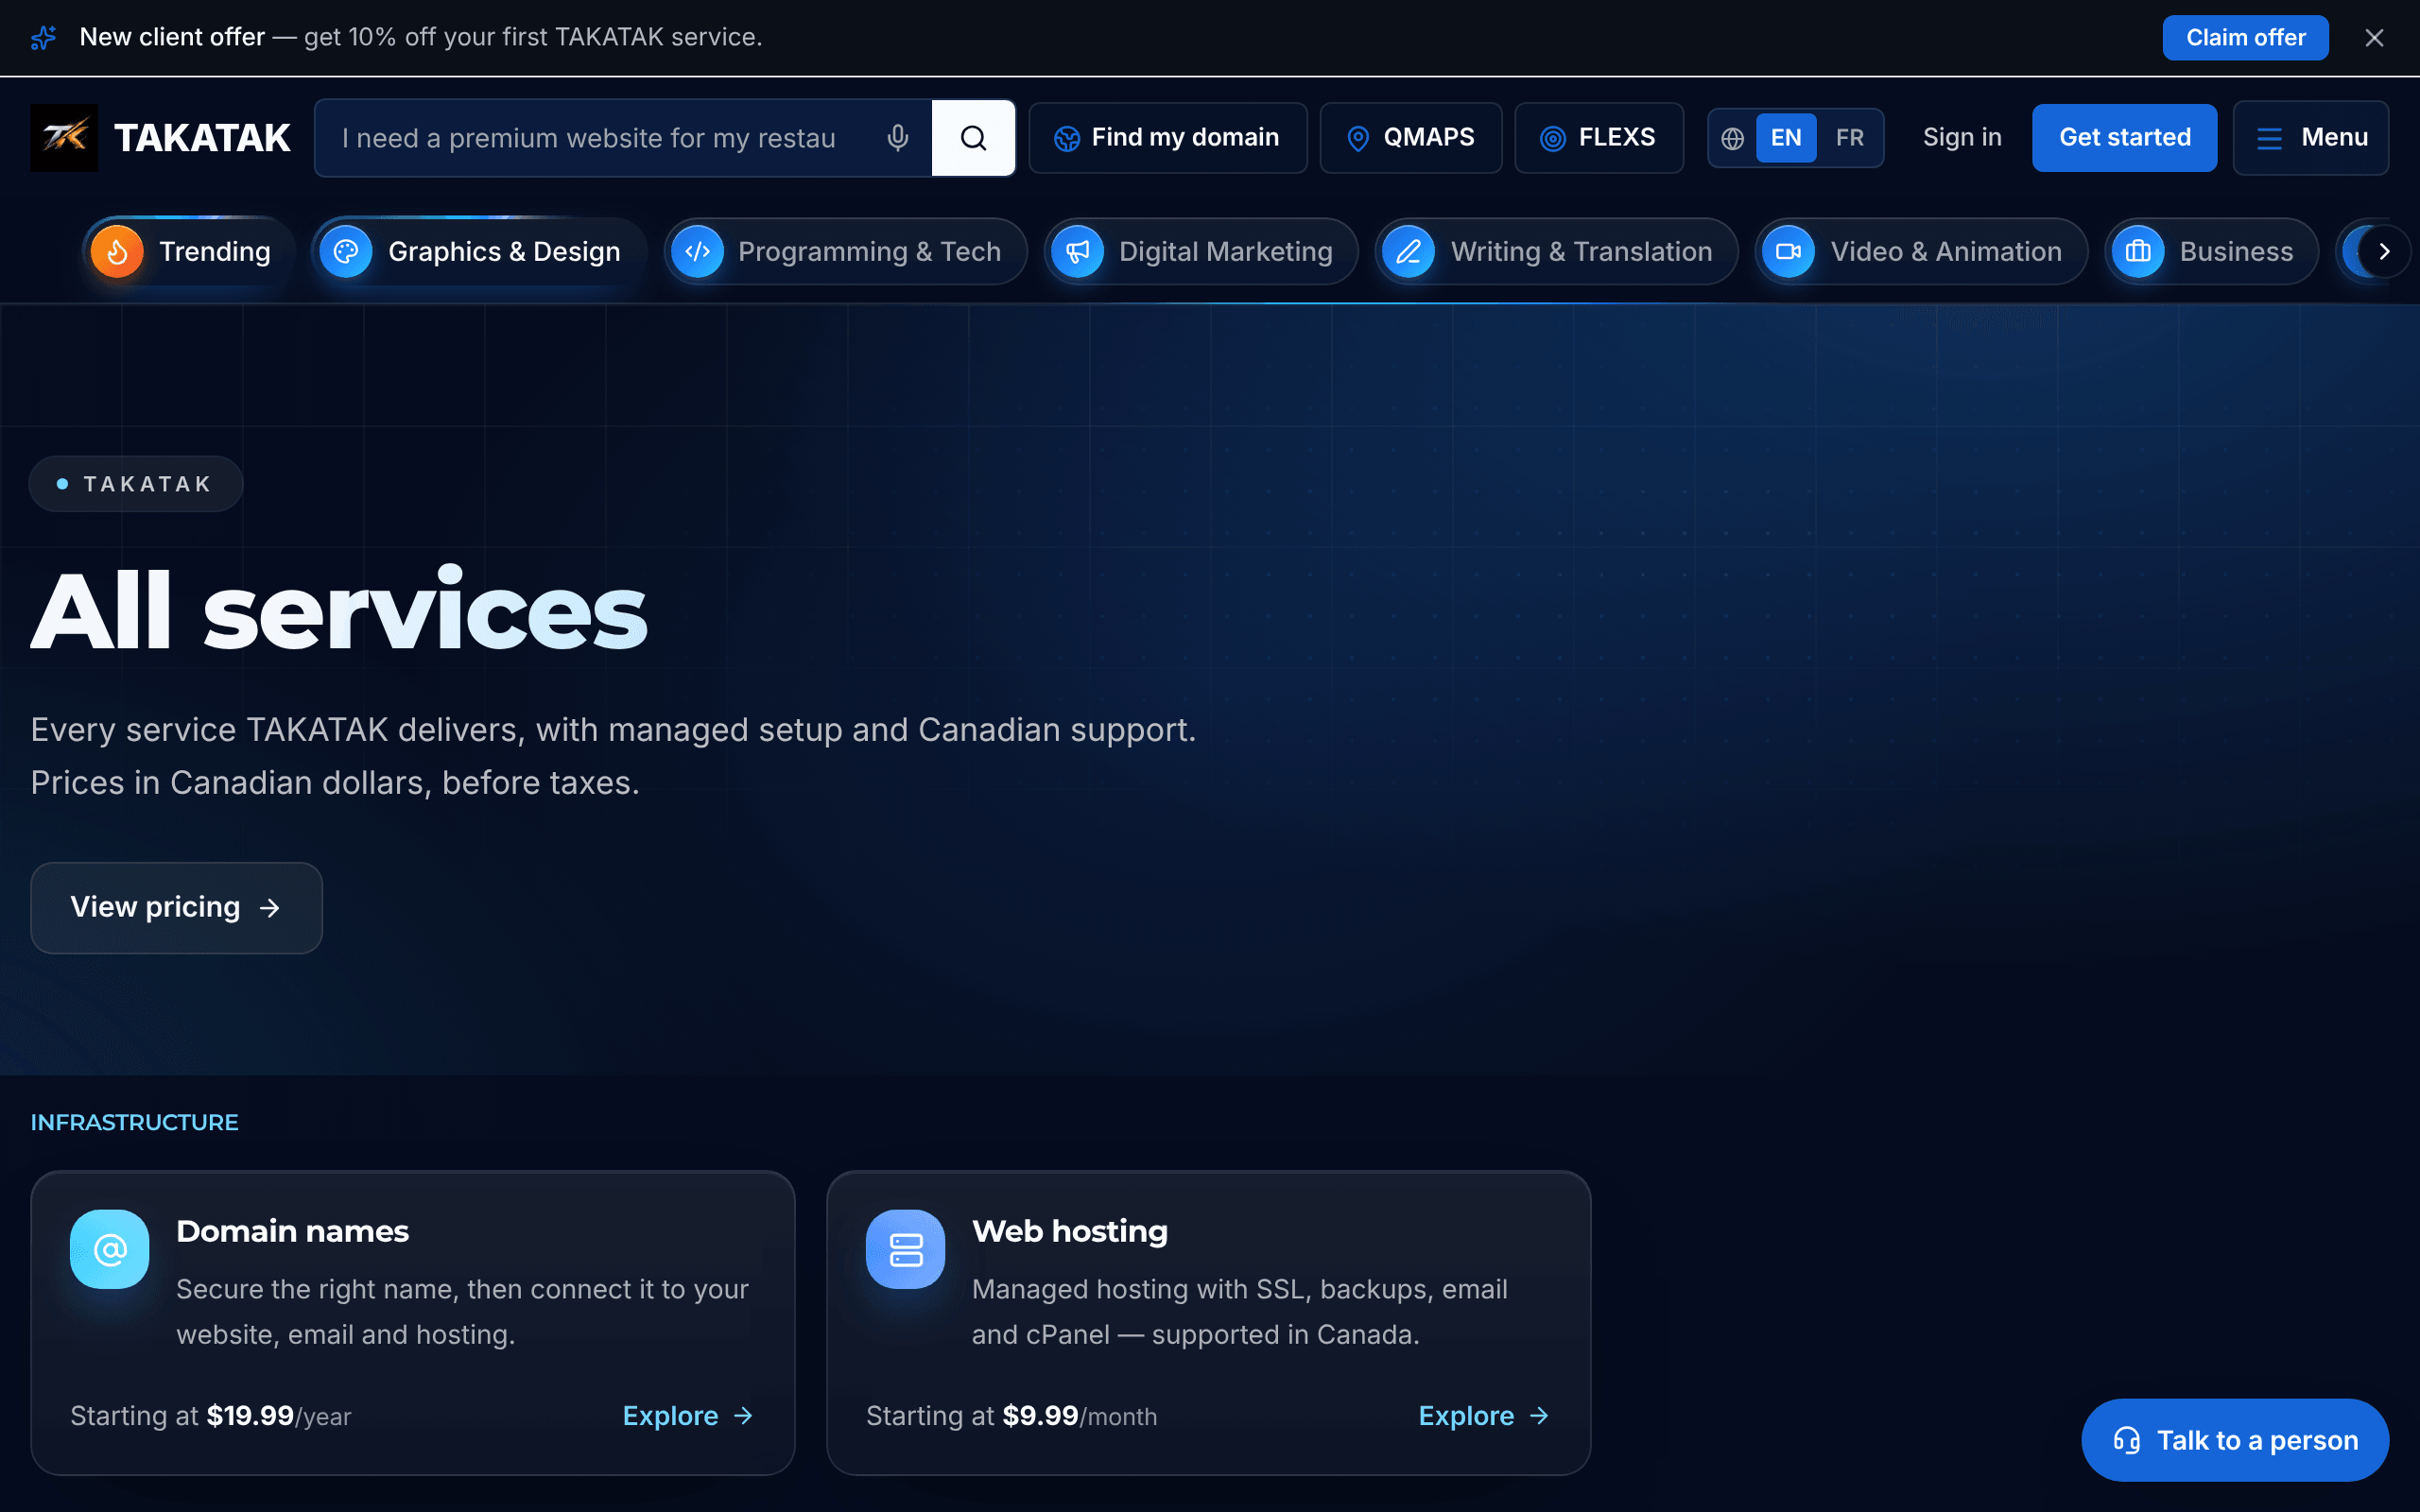 New client offer — get 10% off your first TAKATAK service.
Claim offer
TAKATAK
I need a premium website for my restau
Find my domain
QMAPS
FLEXS
EN
FR
Sign in
Get started
Menu
Trending
Graphics & Design
Programming & Tech
Digital Marketing
Writing & Translation
Video & Animation
Business
TAKATAK
All services
Every service TAKATAK delivers, with managed setup and Canadian support.
Prices in Canadian dollars, before taxes.
View pricing
INFRASTRUCTURE
Domain names
Secure the right name, then connect it to your
website, email and hosting.
Starting at $19.99/year
Explore
Web hosting
Managed hosting with SSL, backups, email
and cPanel — supported in Canada.
Starting at $9.99/month
Explore
Talk to a person